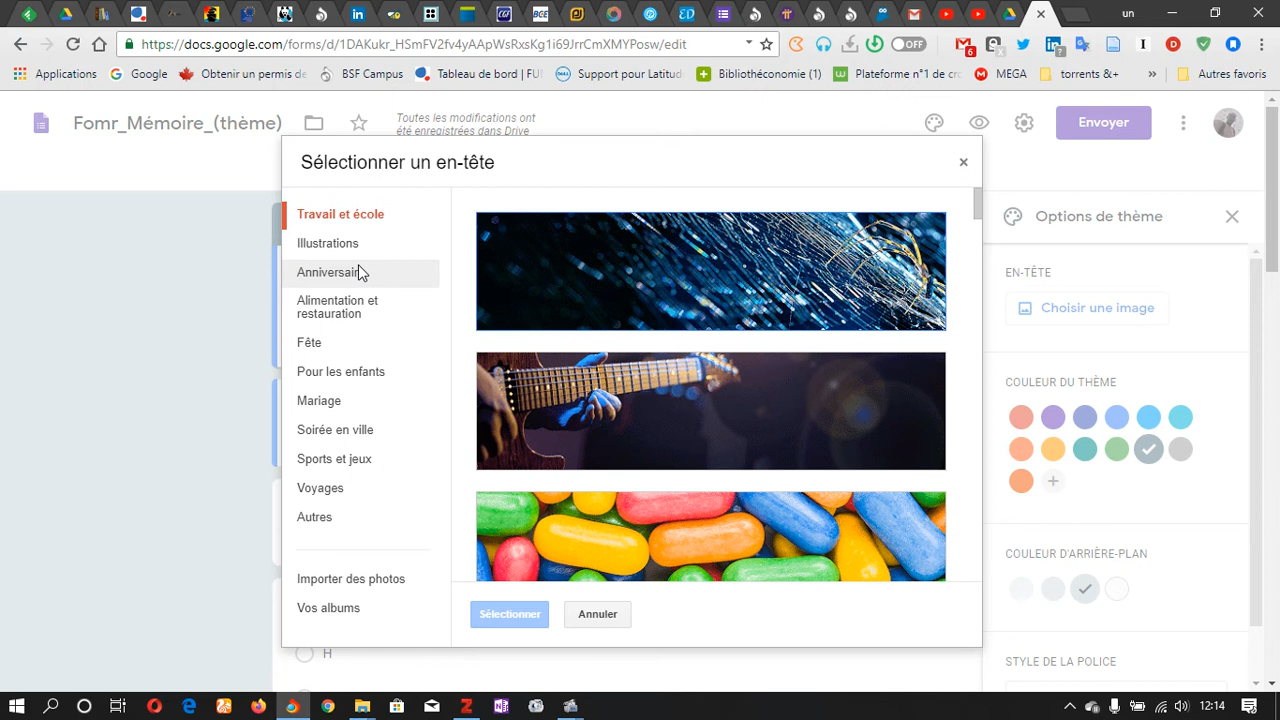 un
https://docs.google.com/forms/d/1DyIKukr_HSmFV2fv4yAApWsRxsKg1i69JrrCmXMYPosw/edit
OFF
6
Applications
Google
Obtenir un permis de
BSF Campus
Tableau de bord | FU
Support pour Latitud
Bibliothéconomie (1)
Plateforme n°1 de cro
MEGA
torrents &+
»
Autres favoris
Fomr_Mémoire_(thème)
Toutes les modifications ont
été enregistrées dans Drive
Envoyer
Sélectionner un en-tête
Travail et école
Illustrations
Anniversaire
Alimentation et
restauration
Fête
Pour les enfants
Mariage
Soirée en ville
Sports et jeux
Voyages
Autres
Importer des photos
Vos albums
Sélectionner
Annuler
Options de thème
EN-TÊTE
Choisir une image
COULEUR DU THÈME
COULEUR D'ARRIÈRE-PLAN
STYLE DE LA POLICE
H
12:14